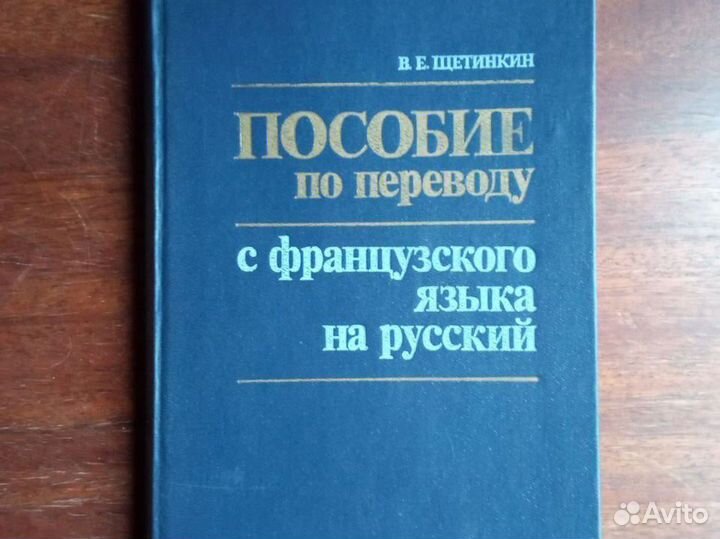 В. Е. ЩЕТИНКИН
ПОСОБИЕ
по переводу
с французского
языка
на русский
Avito